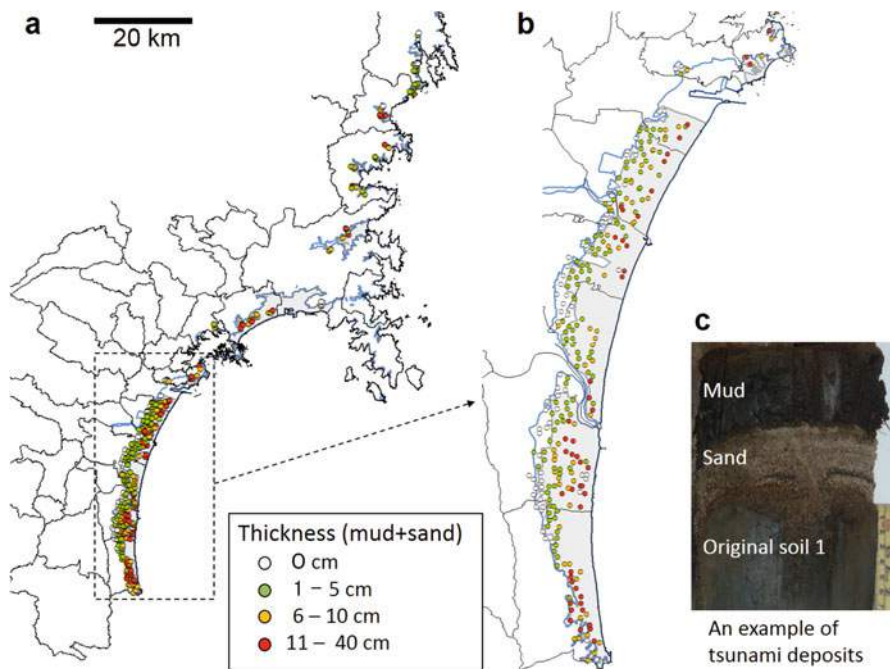 a
20 km
b
Thickness (mud+sand)
0 cm
1 – 5 cm
6 – 10 cm
11 – 40 cm
c
Mud
Sand
Original soil 1
An example of
tsunami deposits